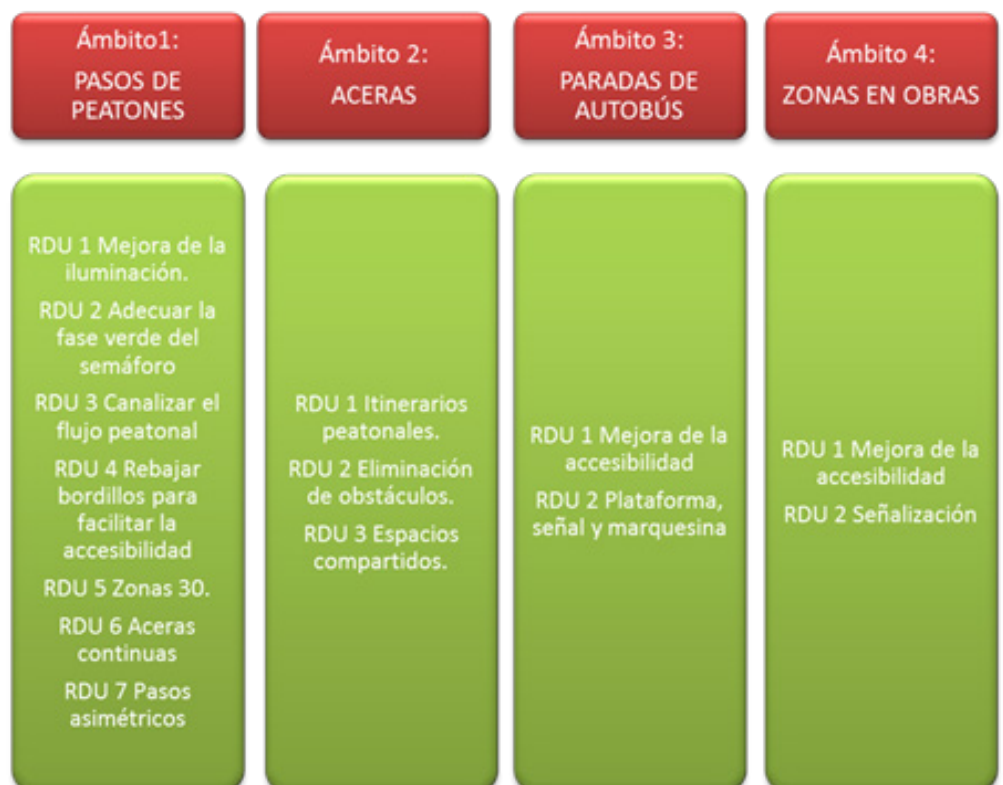 Ámbito1:
PASOS DE
PEATONES
Ámbito 2:
ACERAS
Ámbito 3:
PARADAS DE
AUTOBÚS
Ámbito 4:
ZONAS EN OBRAS
RDU 1 Mejora de la
iluminación.
RDU 2 Adecuar la
fase verde del
semáforo
RDU 3 Canalizar el
flujo peatonal
RDU 4 Rebajar
bordillos para
facilitar la
accesibilidad
RDU 5 Zonas 30.
RDU 6 Aceras
continuas
RDU 7 Pasos
asimétricos
RDU 1 Itinerarios
peatonales.
RDU 2 Eliminación
de obstáculos.
RDU 3 Espacios
compartidos.
RDU 1 Mejora de la
accesibilidad
RDU 2 Plataforma,
señal y marquesina
RDU 1 Mejora de la
accesibilidad
RDU 2 Señalización